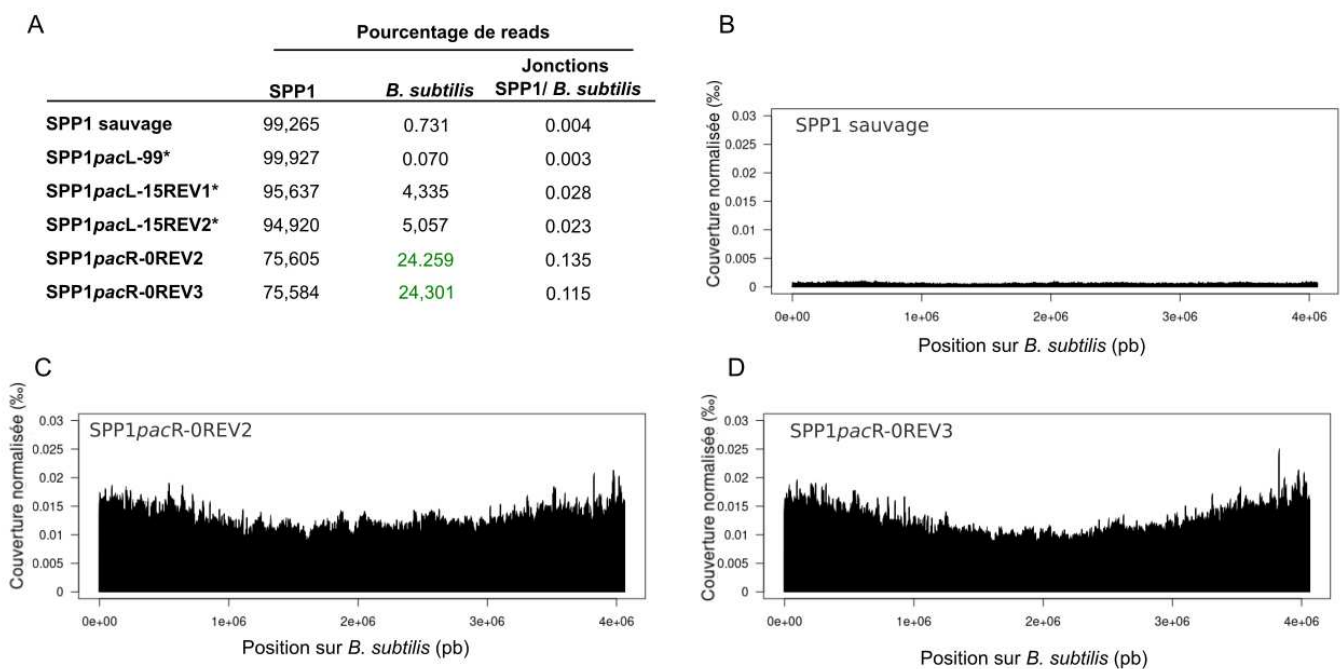 A
Pourcentage de reads
Jonctions
SPP1 B. subtilis SPP1/ B. subtilis
SPP1 sauvage 99,265 0.731 0.004
SPP1pacL-99* 99,927 0.070 0.003
SPP1pacL-15REV1* 95,637 4,335 0.028
SPP1pacL-15REV2* 94,920 5,057 0.023
SPP1pacR-0REV2 75,605 24.259 0.135
SPP1pacR-0REV3 75,584 24,301 0.115
B
Couverture normalisée (‰)
SPP1 sauvage
0.03
0.025
0.02
0.015
0.01
0.005
0
0e+00 1e+06 2e+06 3e+06 4e+06
Position sur B. subtilis (pb)
C
Couverture normalisée (‰)
SPP1pacR-0REV2
0.03
0.025
0.02
0.015
0.01
0.005
0
0e+00 1e+06 2e+06 3e+06 4e+06
Position sur B. subtilis (pb)
D
Couverture normalisée (‰)
SPP1pacR-0REV3
0.03
0.025
0.02
0.015
0.01
0.005
0
0e+00 1e+06 2e+06 3e+06 4e+06
Position sur B. subtilis (pb)